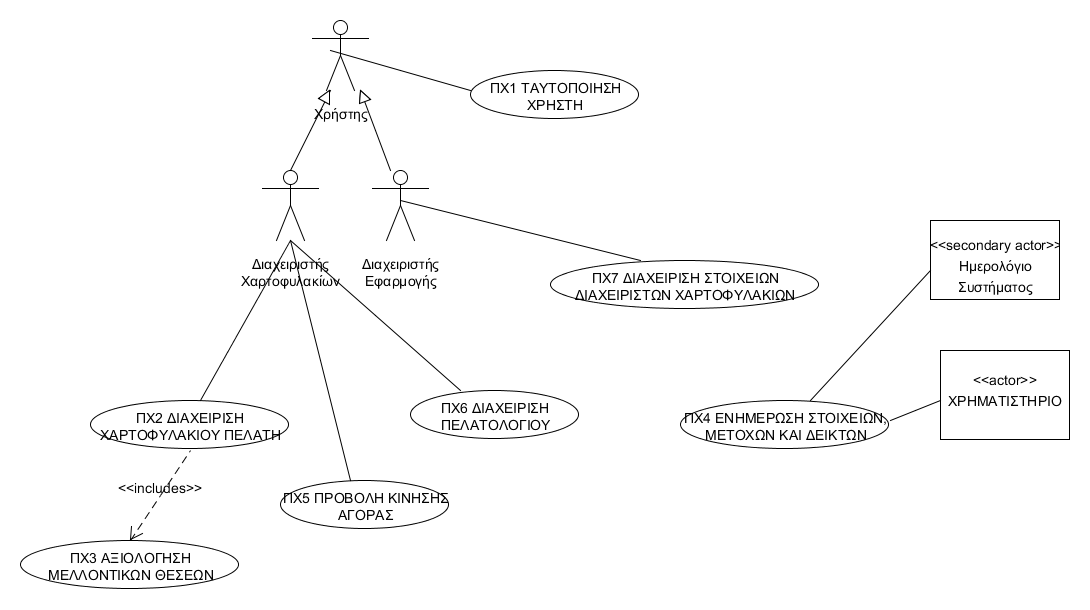 ΠΧ1 ΤΑΥΤΟΠΟΙΗΣΗ
ΧΡΗΣΤΗ
Χρήστης
Διαχειριστής
Χαρτοφυλακίων
Διαχειριστής
Εφαρμογής
ΠΧ7 ΔΙΑΧΕΙΡΙΣΗ ΣΤΟΙΧΕΙΩΝ
ΔΙΑΧΕΙΡΙΣΤΩΝ ΧΑΡΤΟΦΥΛΑΚΙΩΝ
<<secondary actor>>
Ημερολόγιο
Συστήματος
<<actor>>
ΧΡΗΜΑΤΙΣΤΗΡΙΟ
ΠΧ2 ΔΙΑΧΕΙΡΙΣΗ
ΧΑΡΤΟΦΥΛΑΚΙΟΥ ΠΕΛΑΤΗ
ΠΧ6 ΔΙΑΧΕΙΡΙΣΗ
ΠΕΛΑΤΟΛΟΓΙΟΥ
ΠΧ4 ΕΝΗΜΕΡΩΣΗ ΣΤΟΙΧΕΙΩΝ,
ΜΕΤΟΧΩΝ ΚΑΙ ΔΕΙΚΤΩΝ
<<includes>>
ΠΧ5 ΠΡΟΒΟΛΗ ΚΙΝΗΣΗΣ
ΑΓΟΡΑΣ
ΠΧ3 ΑΞΙΟΛΟΓΗΣΗ
ΜΕΛΛΟΝΤΙΚΩΝ ΘΕΣΕΩΝ